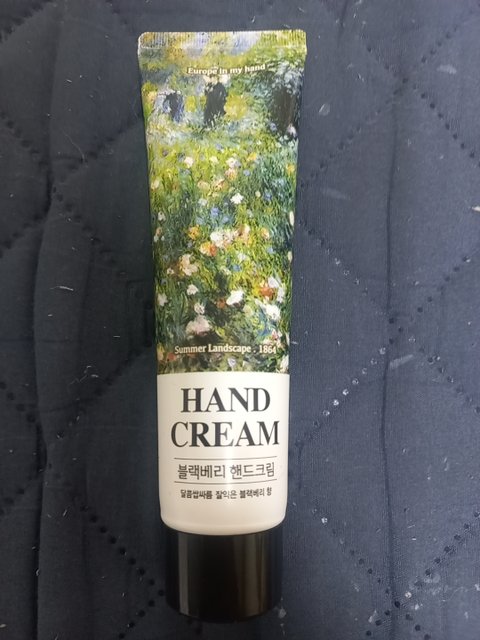 Europe in my hand
Summer Landscape . 1864
HAND
CREAM
블랙베리 핸드크림
달콤쌉싸름 잘익은 블랙베리 향